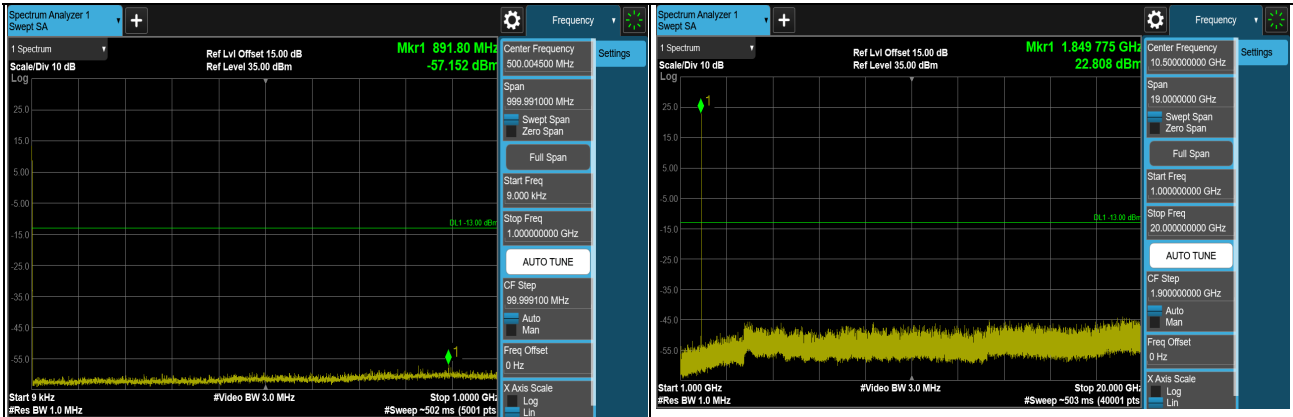 Spectrum Analyzer 1
Swept SA
+
Frequency
1 Spectrum
Scale/Div 10 dB
Log
Ref Lvl Offset 15.00 dB
Ref Level 35.00 dBm
Mkr1 891.80 MHz
-57.152 dBm
25.0
15.0
5.00
-5.00
-15.0
-25.0
-35.0
-45.0
-55.0
DL1 -13.00 dBm
1
Start 9 kHz
#Res BW 1.0 MHz
#Video BW 3.0 MHz
Stop 1.0000 GHz
#Sweep ~502 ms (5001 pts
Center Frequency
500.004500 MHz
Span
999.991000 MHz
Swept Span
Zero Span
Full Span
Start Freq
9.000 kHz
Stop Freq
1.000000000 GHz
AUTO TUNE
CF Step
99.999100 MHz
Auto
Man
Freq Offset
0 Hz
X Axis Scale
Log
Lin
Settings
Spectrum Analyzer 1
Swept SA
+
Frequency
1 Spectrum
Scale/Div 10 dB
Log
Ref Lvl Offset 15.00 dB
Ref Level 35.00 dBm
Mkr1 1.849 775 GHz
22.808 dBm
25.0
15.0
5.00
-5.00
-15.0
-25.0
-35.0
-45.0
-55.0
DL1 -13.00 dBm
1
Start 1.000 GHz
#Res BW 1.0 MHz
#Video BW 3.0 MHz
Stop 20.000 GHz
#Sweep ~503 ms (40001 pts
Center Frequency
10.500000000 GHz
Span
19.0000000 GHz
Swept Span
Zero Span
Full Span
Start Freq
1.000000000 GHz
Stop Freq
20.000000000 GHz
AUTO TUNE
CF Step
1.900000000 GHz
Auto
Man
Freq Offset
0 Hz
X Axis Scale
Log
Lin
Settings